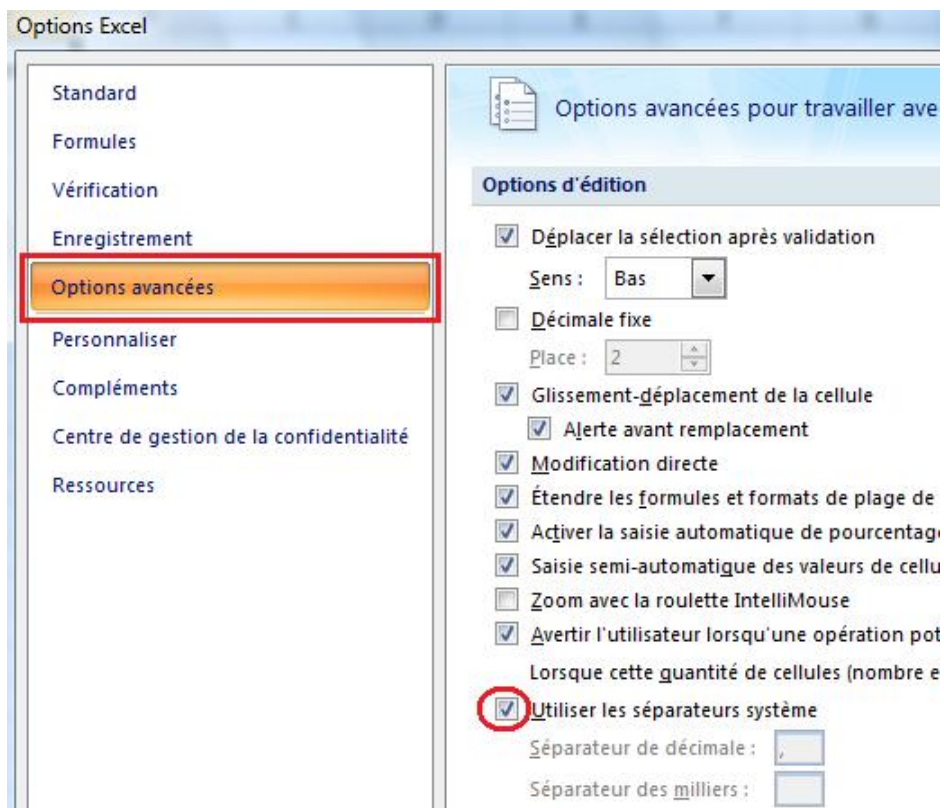 Options Excel
Standard
Formules
Vérification
Enregistrement
Options avancées
Personnaliser
Compléments
Centre de gestion de la confidentialité
Ressources
Options avancées pour travailler ave
Options d'édition
Déplacer la sélection après validation
Sens : Bas
Décimale fixe
Place : 2
Glissement-déplacement de la cellule
Alerte avant remplacement
Modification directe
Étendre les formules et formats de plage de
Activer la saisie automatique de pourcentage
Saisie semi-automatique des valeurs de cellu
Zoom avec la roulette IntelliMouse
Avertir l'utilisateur lorsqu'une opération pot
Lorsque cette quantité de cellules (nombre e
Utiliser les séparateurs système
Séparateur de décimale : ,
Séparateur des milliers :